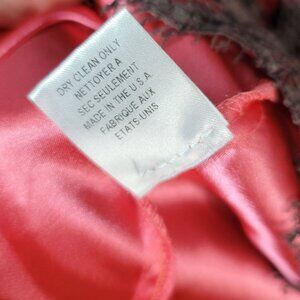 DRY CLEAN ONLY
NETTOYER A
SEC SEULEMENT
MADE IN THE U.S.A
FABRIQUE AUX
ETATS-UNIS